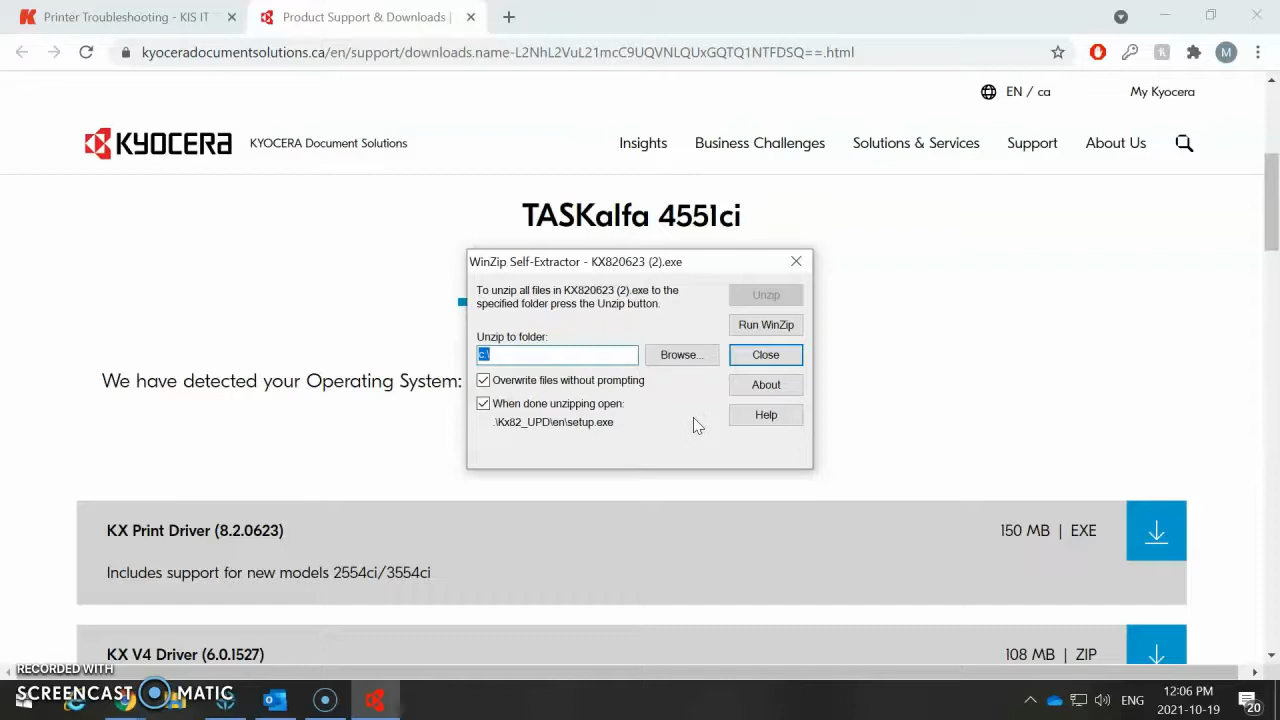 Printer Troubleshooting - KIS IT
Product Support & Downloads |
kyoceradocumentsolutions.ca/en/support/downloads.name-L2NhL2VuL21mcC9UQVNLQUxGQTQ1NTFDSQ==.html
M
EN / ca
My Kyocera
KYOCERA
KYOCERA Document Solutions
Insights
Business Challenges
Solutions & Services
Support
About Us
TASKalfa 4551ci
WinZip Self-Extractor - KX820623 (2).exe
To unzip all files in KX820623 (2).exe to the
specified folder press the Unzip button.
Unzip
Run WinZip
Unzip to folder:
c:\
Browse...
Close
We have detected your Operating System:
Overwrite files without prompting
About
When done unzipping open:
.\Kx82_UPD\en\setup.exe
Help
KX Print Driver (8.2.0623)
150 MB | EXE
Includes support for new models 2554ci/3554ci
KX V4 Driver (6.0.1527)
108 MB | ZIP
RECORDED WITH
SCREENCAST MATIC
ENG
12:06 PM
2021-10-19
20